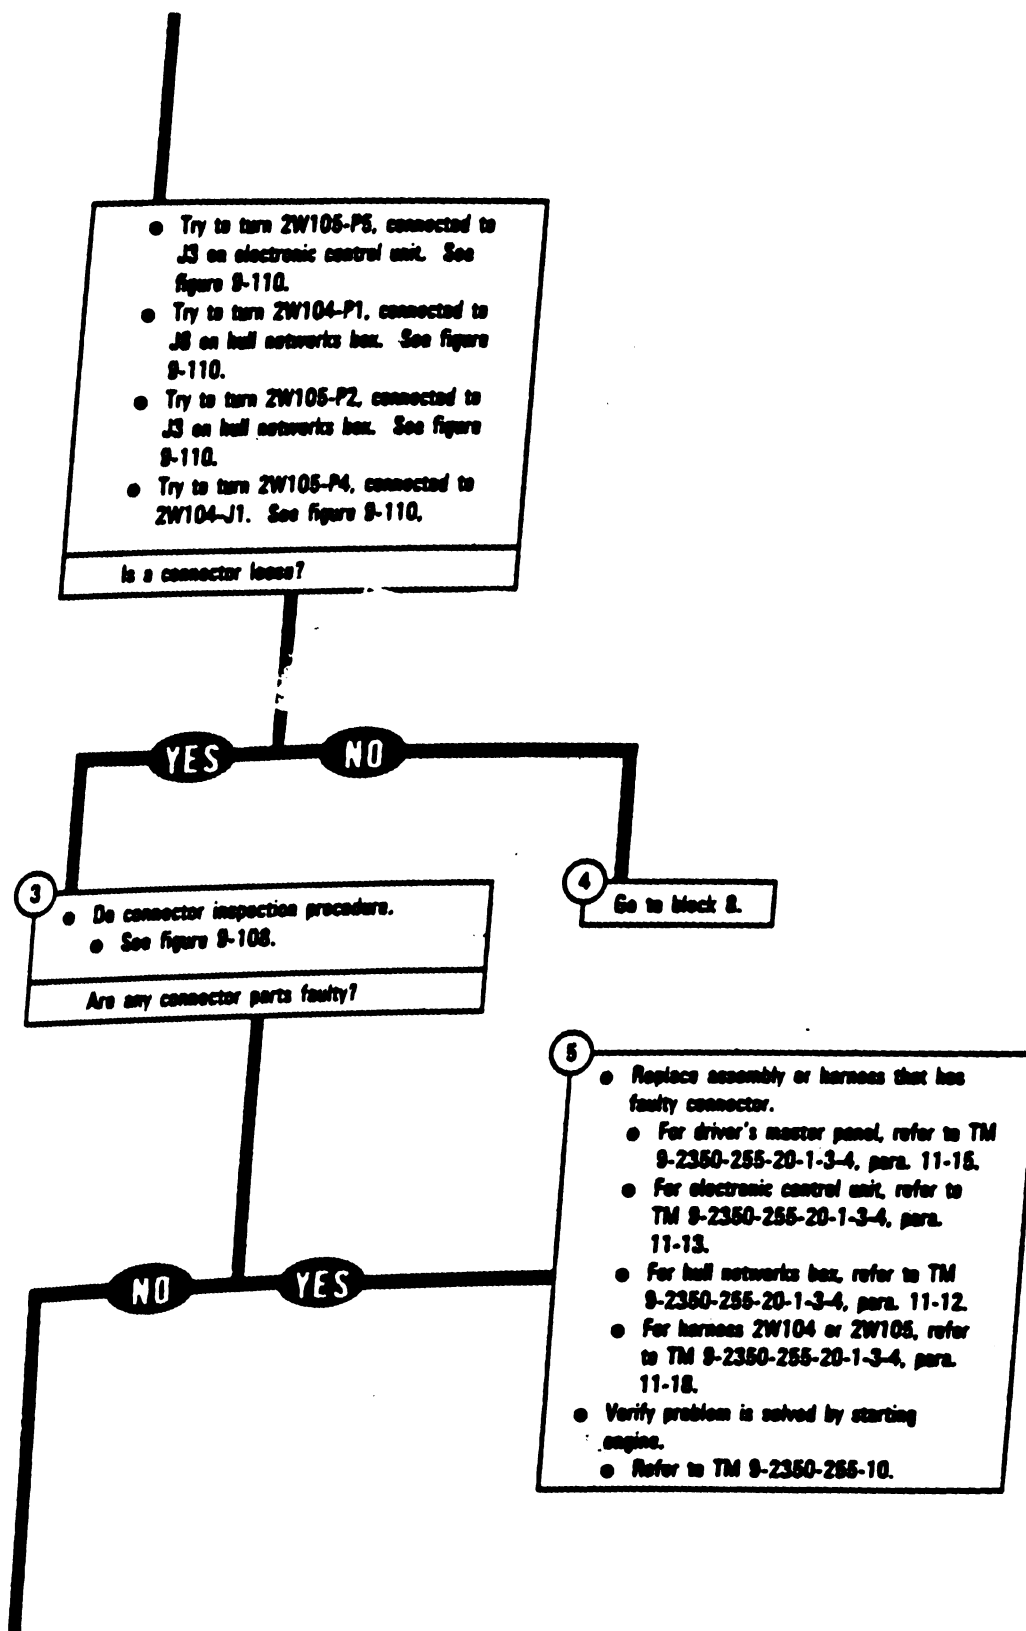 ● Try to turn 2W105-P5, connected to
J3 on electronic control unit. See
figure 9-110.
● Try to turn 2W104-P1, connected to
on hull networks box. See figure
9-110.
● Try to turn 2W105-P2, connected to
J3 on hull networks box. See figure
9-110.
● Try to turn 2W105-P4, connected to
2W104-J1. See figure 9-110.
Is a connector loose?
YES
NO
3
● Do connector inspection procedure.
● See figure 9-108.
Are any connector parts faulty?
4
Go to block
5
● Replace assembly or harness that has
faulty connector.
● For driver's master panel, refer to TM
9-2350-255-20-1-3-4, para. 11-15.
● For electronic control unit, refer to
TM 9-2350-255-20-1-3-4, para.
11-13.
● For hull networks box, refer to TM
9-2350-255-20-1-3-4, para. 11-12.
● For harness 2W104 or 2W105, refer
to TM 9-2350-255-20-1-3-4, para.
● Verify problem is solved by starting
engine.
● Refer to TM 9-2350-255-10.
NO
YES